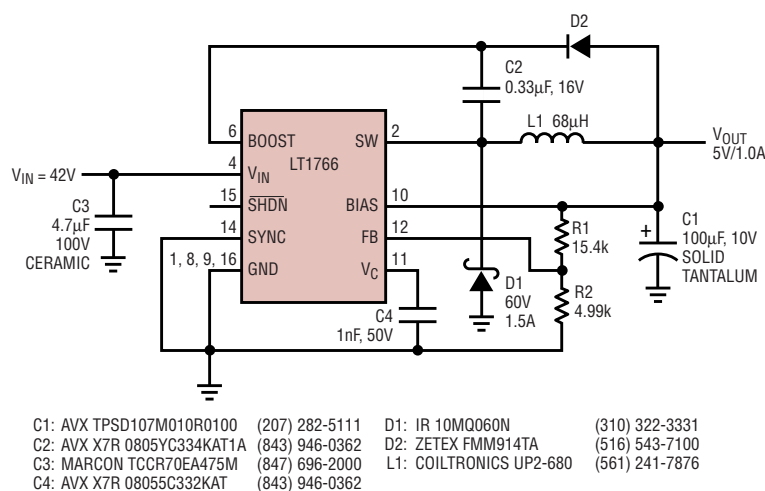 D2
C2
0.33µF, 16V
L1 68µH
6
BOOST
SW
2
VOUT
5V/1.0A
LT1766
VIN = 42V
4
VIN
15
SHDN
BIAS
10
C3
4.7µF
100V
CERAMIC
14
SYNC
FB
12
R1
15.4k
+
C1
100µF, 10V
SOLID
TANTALUM
1, 8, 9, 16
GND
VC
11
D1
60V
1.5A
R2
4.99k
C4
1nF, 50V
C1: AVX TPSD107M010R0100 (207) 282-5111 D1: IR 10MQ060N (310) 322-3331
C2: AVX X7R 0805YC334KAT1A (843) 946-0362 D2: ZETEX FMM914TA (516) 543-7100
C3: MARCON TCCR70EA475M (847) 696-2000 L1: COILTRONICS UP2-680 (561) 241-7876
C4: AVX X7R 08055C332KAT (843) 946-0362